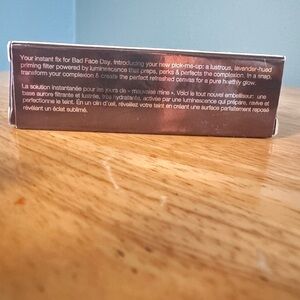 Your instant fix for Bad Face Day. Introducing your new pick-me-up: a lustrous, lavender-hued
priming filter powered by luminescence that preps, perks & perfects the complexion. In a snap,
transform your complexion & create the perfect refreshed canvas for a pure healthy glow.
La solution instantanée pour les jours de « mauvaise mine ». Voici le tout nouvel embelliseur: une
base aurore filtrante et lustrée, très hydratante, activée par une luminescence qui prépare, ravive et
perfectionne le teint. En un clin d'œil, réveillez votre teint en créant une surface parfaitement reposé
révélant un éclat sublimé.